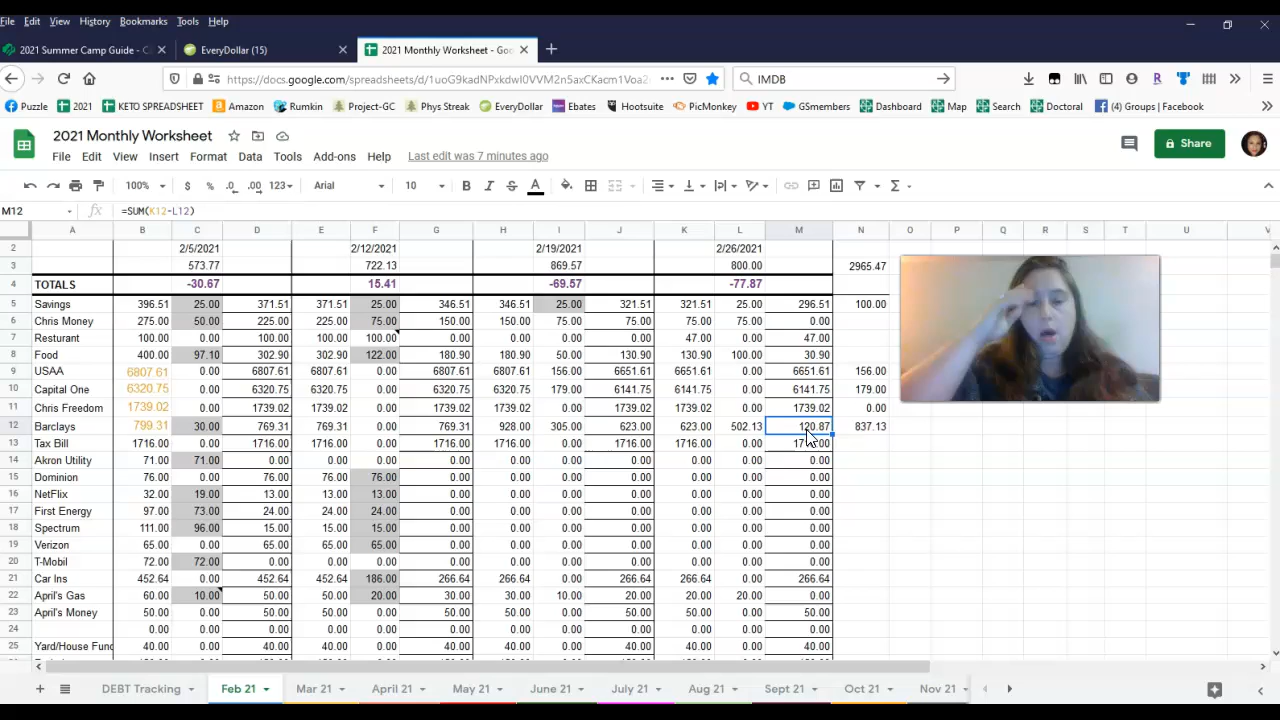 File Edit View History Bookmarks Tools Help
2021 Summer Camp Guide - C EveryDollar (15) 2021 Monthly Worksheet - Goo
https://docs.google.com/spreadsheets/d/1uoG9kadNPxkdwI0VVM2n5axCKacm1Voa2 IMDB
Puzzle 2021 KETO SPREADSHEET Amazon Rumkin Project-GC Phys Streak EveryDollar Ebates Hootsuite PicMonkey YT GSmembers Dashboard Map Search Doctoral (4) Groups | Facebook
2021 Monthly Worksheet
Share
File Edit View Insert Format Data Tools Add-ons Help Last edit was 7 minutes ago
100% $ % .0 .00 123 Arial 10 B I S A
M12 fx =SUM(K12-L12)
A B C D E F G H I J K L M N O P Q R S T U V
2 2/5/2021 2/12/2021 2/19/2021 2/26/2021
3 573.77 722.13 869.57 800.00 2965.47
4 TOTALS -30.67 15.41 -69.57 -77.87
5 Savings 396.51 25.00 371.51 371.51 25.00 346.51 346.51 25.00 321.51 321.51 25.00 296.51 100.00
6 Chris Money 275.00 50.00 225.00 225.00 75.00 150.00 150.00 75.00 75.00 75.00 75.00 0.00
7 Resturant 100.00 0.00 100.00 100.00 100.00 0.00 0.00 0.00 0.00 47.00 0.00 47.00
8 Food 400.00 97.10 302.90 302.90 122.00 180.90 180.90 50.00 130.90 130.90 100.00 30.90
9 USAA 6807.61 0.00 6807.61 6807.61 0.00 6807.61 6807.61 156.00 6651.61 6651.61 0.00 6651.61 156.00
10 Capital One 6320.75 0.00 6320.75 6320.75 0.00 6320.75 6320.75 179.00 6141.75 6141.75 0.00 6141.75 179.00
11 Chris Freedom 1739.02 0.00 1739.02 1739.02 0.00 1739.02 1739.02 0.00 1739.02 1739.02 0.00 1739.02 0.00
12 Barclays 799.31 30.00 769.31 769.31 0.00 769.31 928.00 305.00 623.00 623.00 502.13 120.87 837.13
13 Tax Bill 1716.00 0.00 1716.00 1716.00 0.00 1716.00 1716.00 0.00 1716.00 1716.00 0.00
14 Akron Utility 71.00 71.00 0.00 0.00 0.00 0.00 0.00 0.00 0.00 0.00 0.00 0.00
15 Dominion 76.00 0.00 76.00 76.00 76.00 0.00 0.00 0.00 0.00 0.00 0.00 0.00
16 NetFlix 32.00 19.00 13.00 13.00 13.00 0.00 0.00 0.00 0.00 0.00 0.00 0.00
17 First Energy 97.00 73.00 24.00 24.00 24.00 0.00 0.00 0.00 0.00 0.00 0.00 0.00
18 Spectrum 111.00 96.00 15.00 15.00 15.00 0.00 0.00 0.00 0.00 0.00 0.00 0.00
19 Verizon 65.00 0.00 65.00 65.00 65.00 0.00 0.00 0.00 0.00 0.00 0.00 0.00
20 T-Mobil 72.00 72.00 0.00 0.00 0.00 0.00 0.00 0.00 0.00 0.00 0.00 0.00
21 Car Ins 452.64 0.00 452.64 452.64 186.00 266.64 266.64 0.00 266.64 266.64 0.00 266.64
22 April's Gas 60.00 10.00 50.00 50.00 20.00 30.00 30.00 10.00 20.00 20.00 20.00 0.00
23 April's Money 50.00 0.00 50.00 50.00 0.00 50.00 50.00 0.00 50.00 50.00 0.00 50.00
24 0.00 0.00 0.00 0.00 0.00 0.00 0.00 0.00 0.00 0.00 0.00 0.00
25 Yard/House Fund 40.00 0.00 40.00 40.00 0.00 40.00 40.00 0.00 40.00 40.00 0.00 40.00
DEBT Tracking Feb 21 Mar 21 April 21 May 21 June 21 July 21 Aug 21 Sept 21 Oct 21 Nov 21